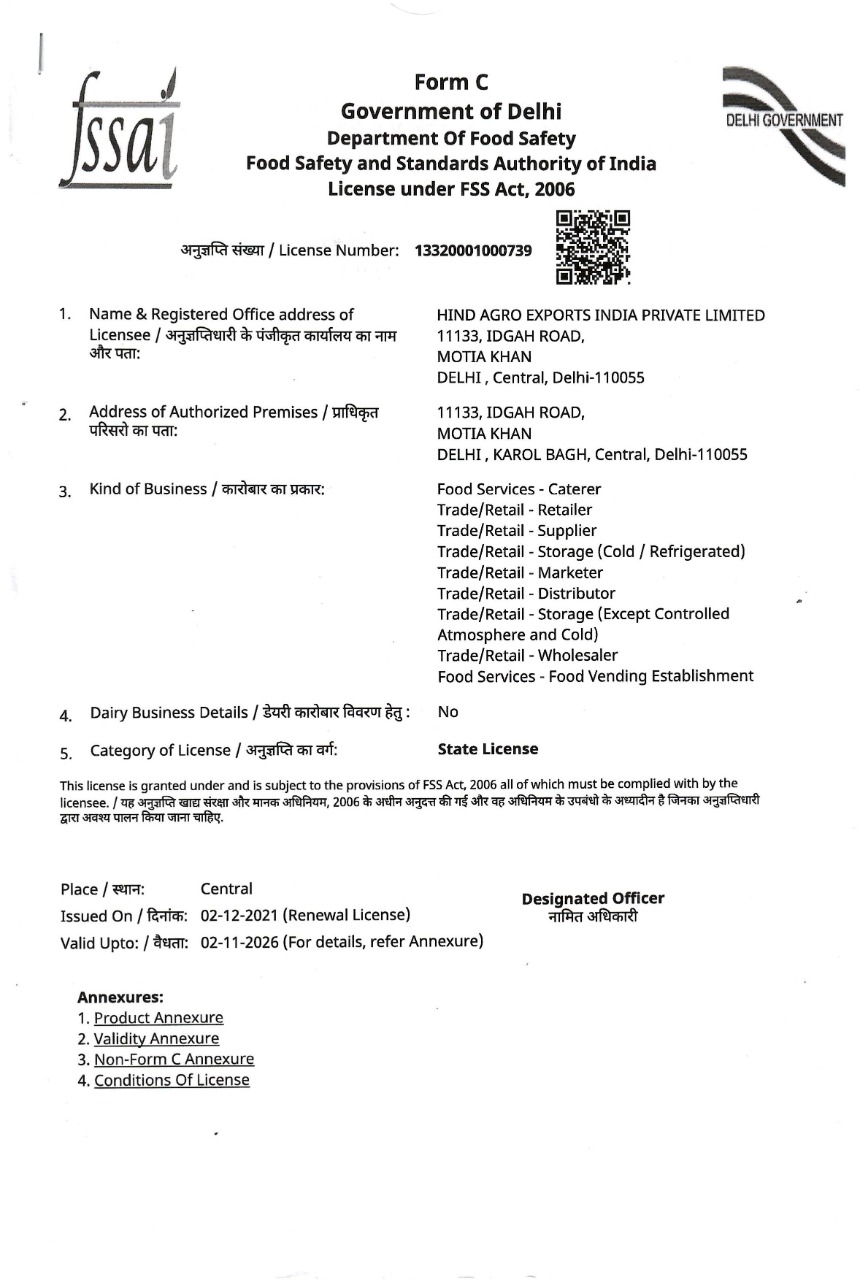 fssai
Form C
Government of Delhi
Department Of Food Safety
Food Safety and Standards Authority of India
License under FSS Act, 2006
DELHI GOVERNMENT
अनुज्ञप्ति संख्या / License Number: 13320001000739
1. Name & Registered Office address of
Licensee / अनुज्ञप्तिधारी के पंजीकृत कार्यालय का नाम
और पता:
HIND AGRO EXPORTS INDIA PRIVATE LIMITED
11133, IDGAH ROAD,
MOTIA KHAN
DELHI , Central, Delhi-110055
2. Address of Authorized Premises / प्राधिकृत
परिसरो का पता:
11133, IDGAH ROAD,
MOTIA KHAN
DELHI , KAROL BAGH, Central, Delhi-110055
3. Kind of Business / कारोबार का प्रकार:
Food Services - Caterer
Trade/Retail - Retailer
Trade/Retail - Supplier
Trade/Retail - Storage (Cold / Refrigerated)
Trade/Retail - Marketer
Trade/Retail - Distributor
Trade/Retail - Storage (Except Controlled
Atmosphere and Cold)
Trade/Retail - Wholesaler
Food Services - Food Vending Establishment
4. Dairy Business Details / डेयरी कारोबार विवरण हेतु : No
5. Category of License / अनुज्ञप्ति का वर्ग: State License
This license is granted under and is subject to the provisions of FSS Act, 2006 all of which must be complied with by the
licensee. / यह अनुज्ञप्ति खाद्य संरक्षा और मानक अधिनियम, 2006 के अधीन अनुदत्त की गई और वह अधिनियम के उपबंधो के अध्यादीन है जिनका अनुज्ञप्तिधारी
द्वारा अवश्य पालन किया जाना चाहिए.
Place / स्थान: Central
Issued On / दिनांक: 02-12-2021 (Renewal License)
Valid Upto: / वैधता: 02-11-2026 (For details, refer Annexure)
Designated Officer
नामित अधिकारी
Annexures:
1. Product Annexure
2. Validity Annexure
3. Non-Form C Annexure
4. Conditions Of License